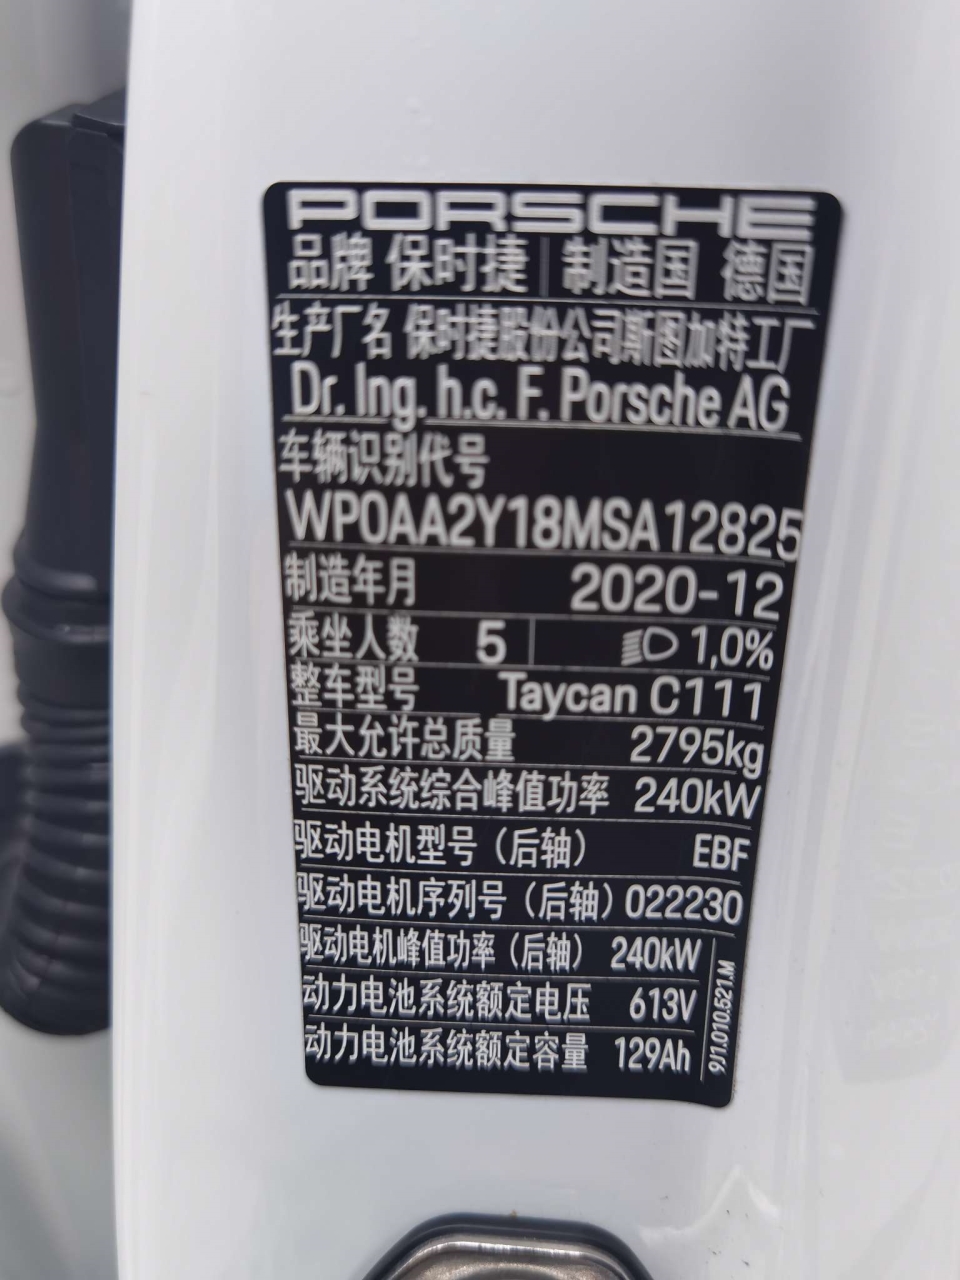 PORSCHE
品牌 保时捷 制造国 德国
生产厂名 保时捷股份公司斯图加特工厂
Dr. Ing. h.c. F. Porsche AG
车辆识别代号
WP0AA2Y18MSA12825
制造年月 2020-12
乘坐人数 5 1,0%
整车型号 Taycan C111
最大允许总质量 2795kg
驱动系统综合峰值功率 240kW
驱动电机型号（后轴） EBF
驱动电机序列号（后轴）022230
驱动电机峰值功率（后轴） 240kW
动力电池系统额定电压 613V
动力电池系统额定容量 129Ah
9J1.010.521.M